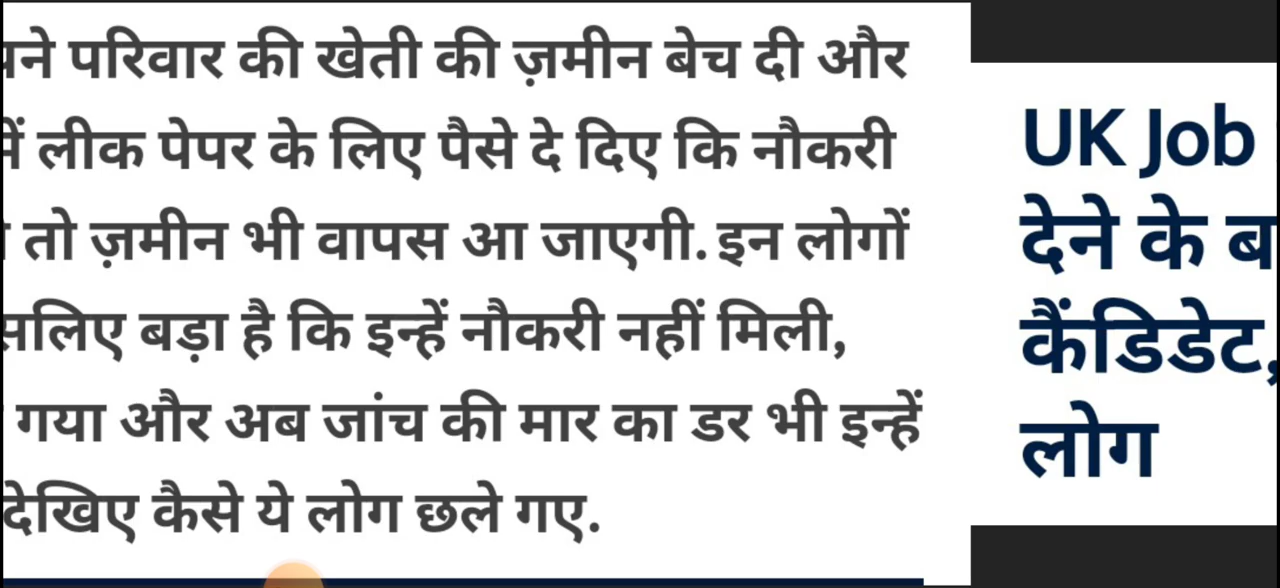 परिवार की खेती की ज़मीन बेच दी और
लीक पेपर के लिए पैसे दे दिए कि नौकरी
तो ज़मीन भी वापस आ जाएगी. इन लोगों
बड़ा है कि इन्हें नौकरी नहीं मिली,
गया और अब जांच की मार का डर भी इन्हें
देखिए कैसे ये लोग छले गए.
UK Job
देने के
कैंडिडेट,
लोग